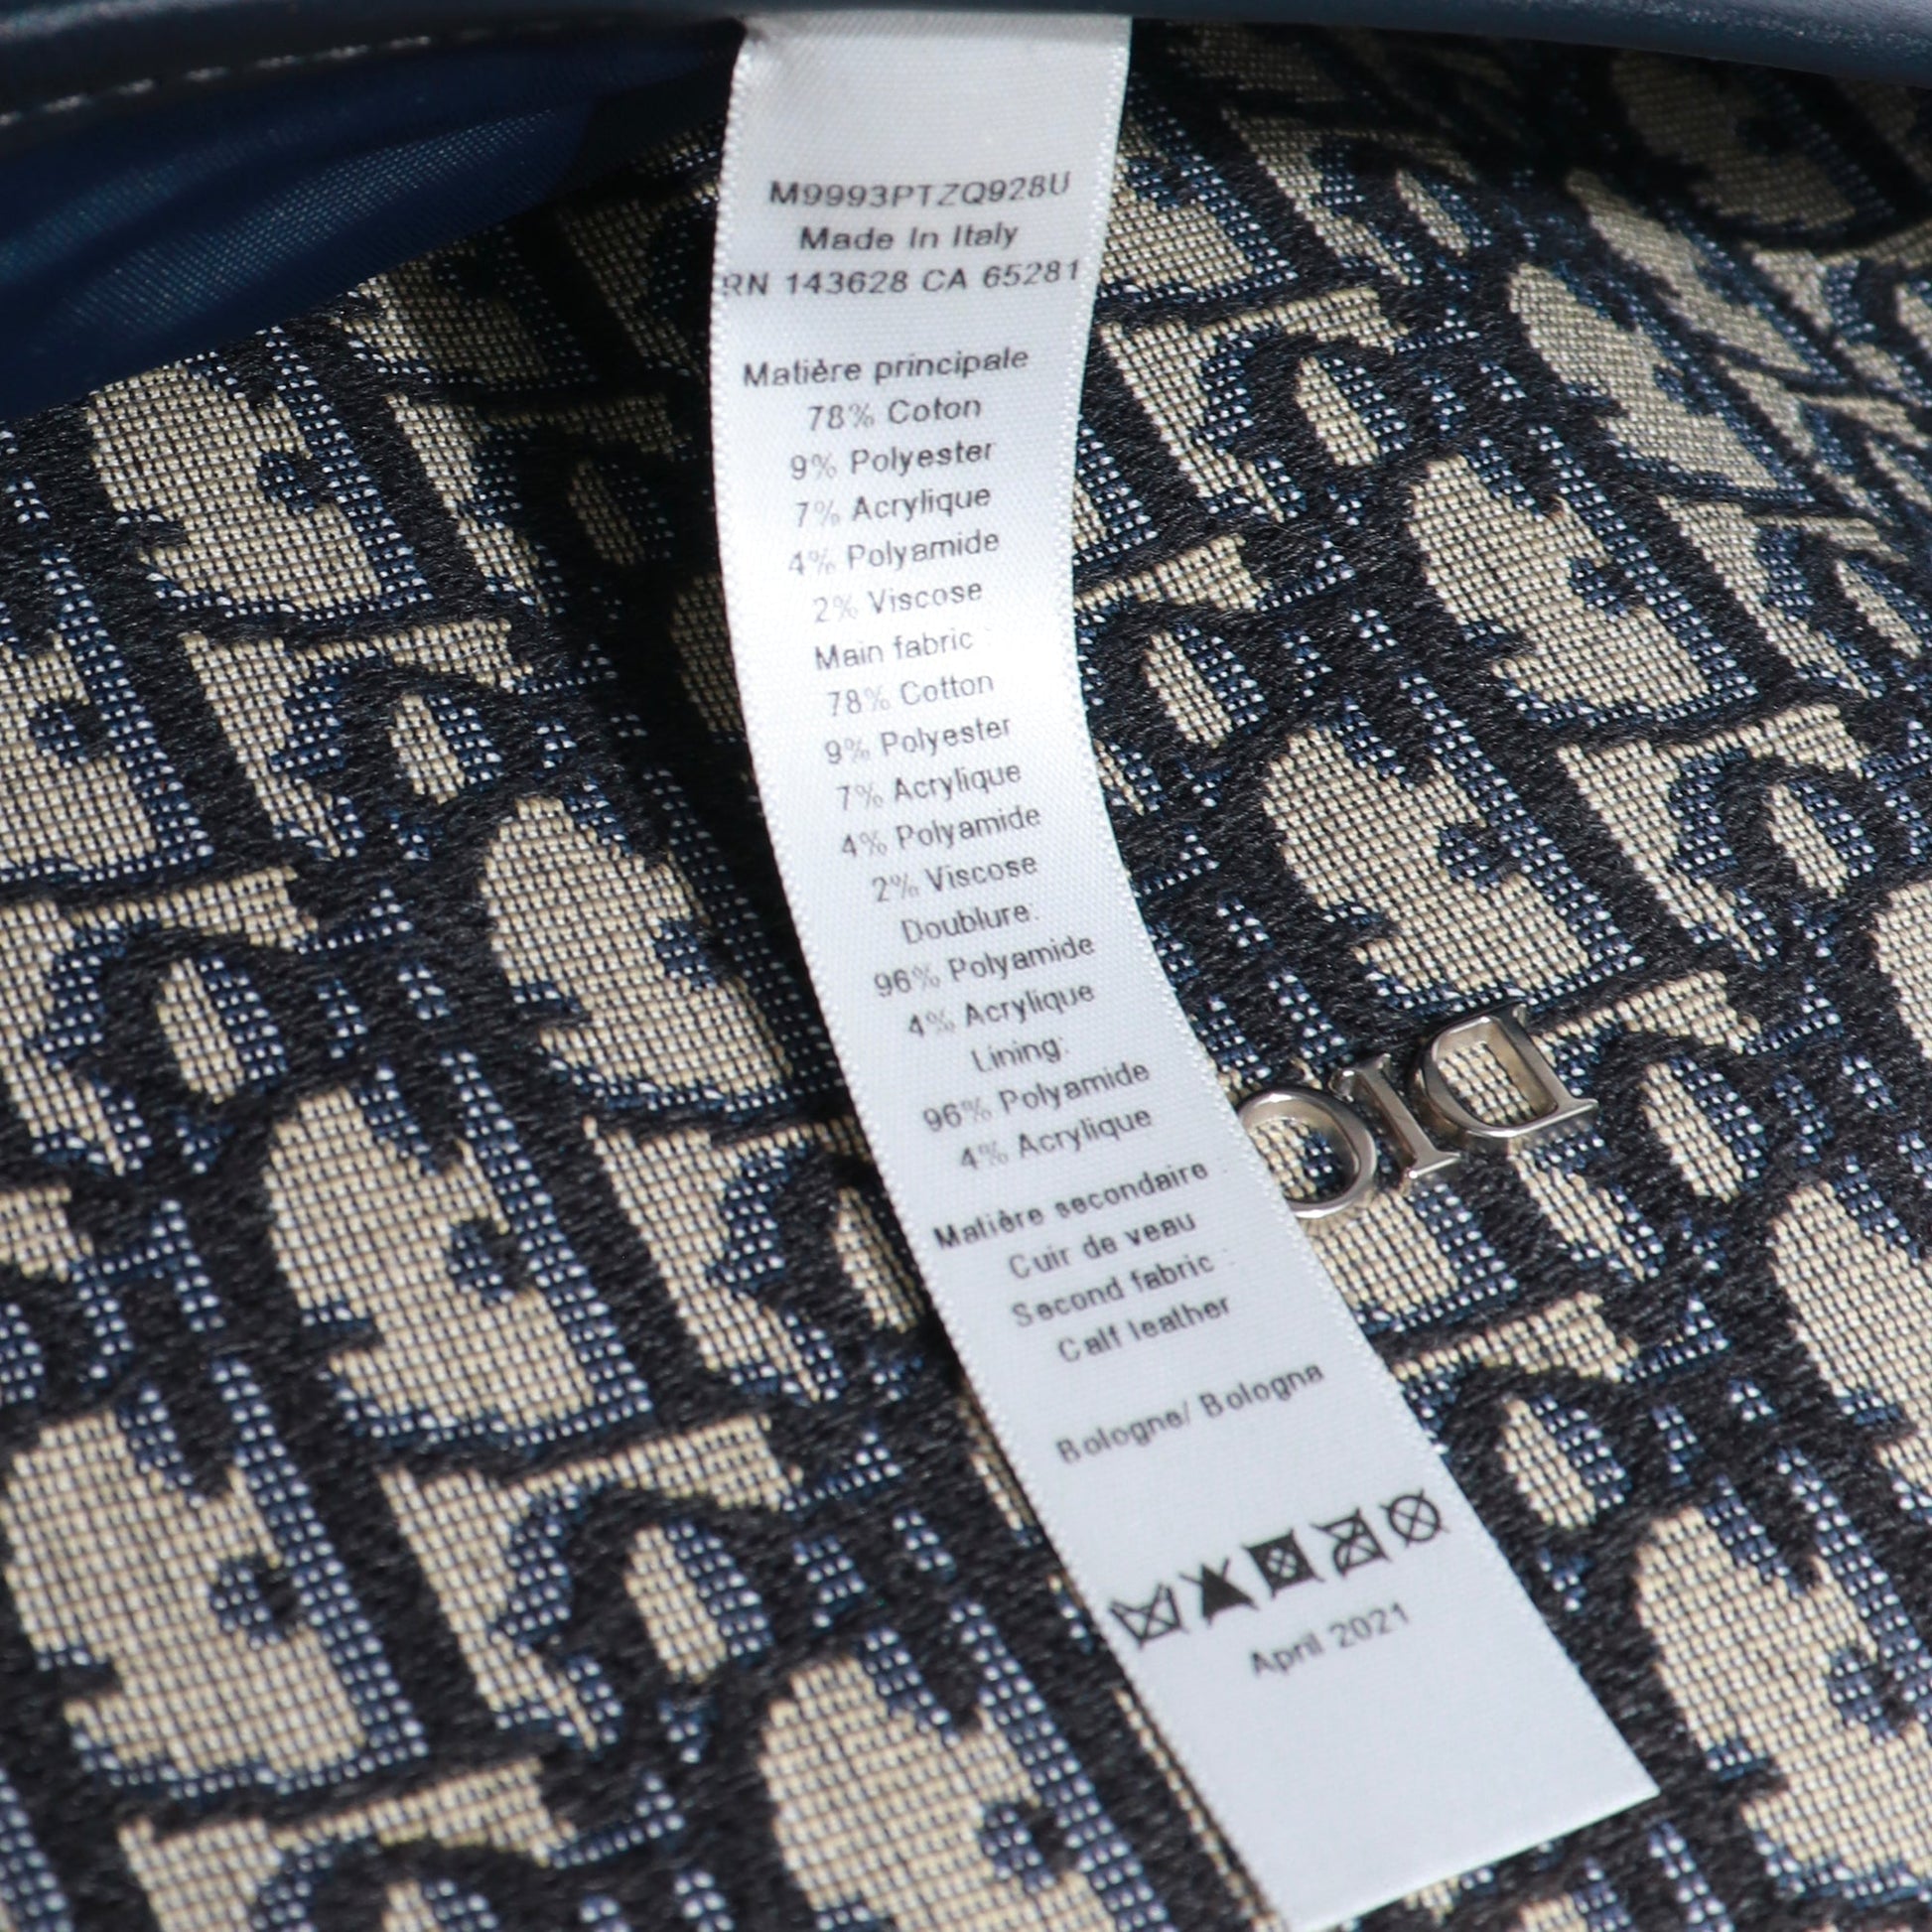 M9993PTZQ928U
Made In Italy
RN 143628 CA 65281
Matière principale
78% Coton
9% Polyester
7% Acrylique
4% Polyamide
2% Viscose
Main fabric :
78% Cotton
9% Polyester
7% Acrylique
4% Polyamide
2% Viscose
Doublure:
96% Polyamide
4% Acrylique
Lining:
96% Polyamide
4% Acrylique
Matière secondaire :
Cuir de veau
Second fabric :
Calf leather
Bologne/ Bologna
April 2021
DIO